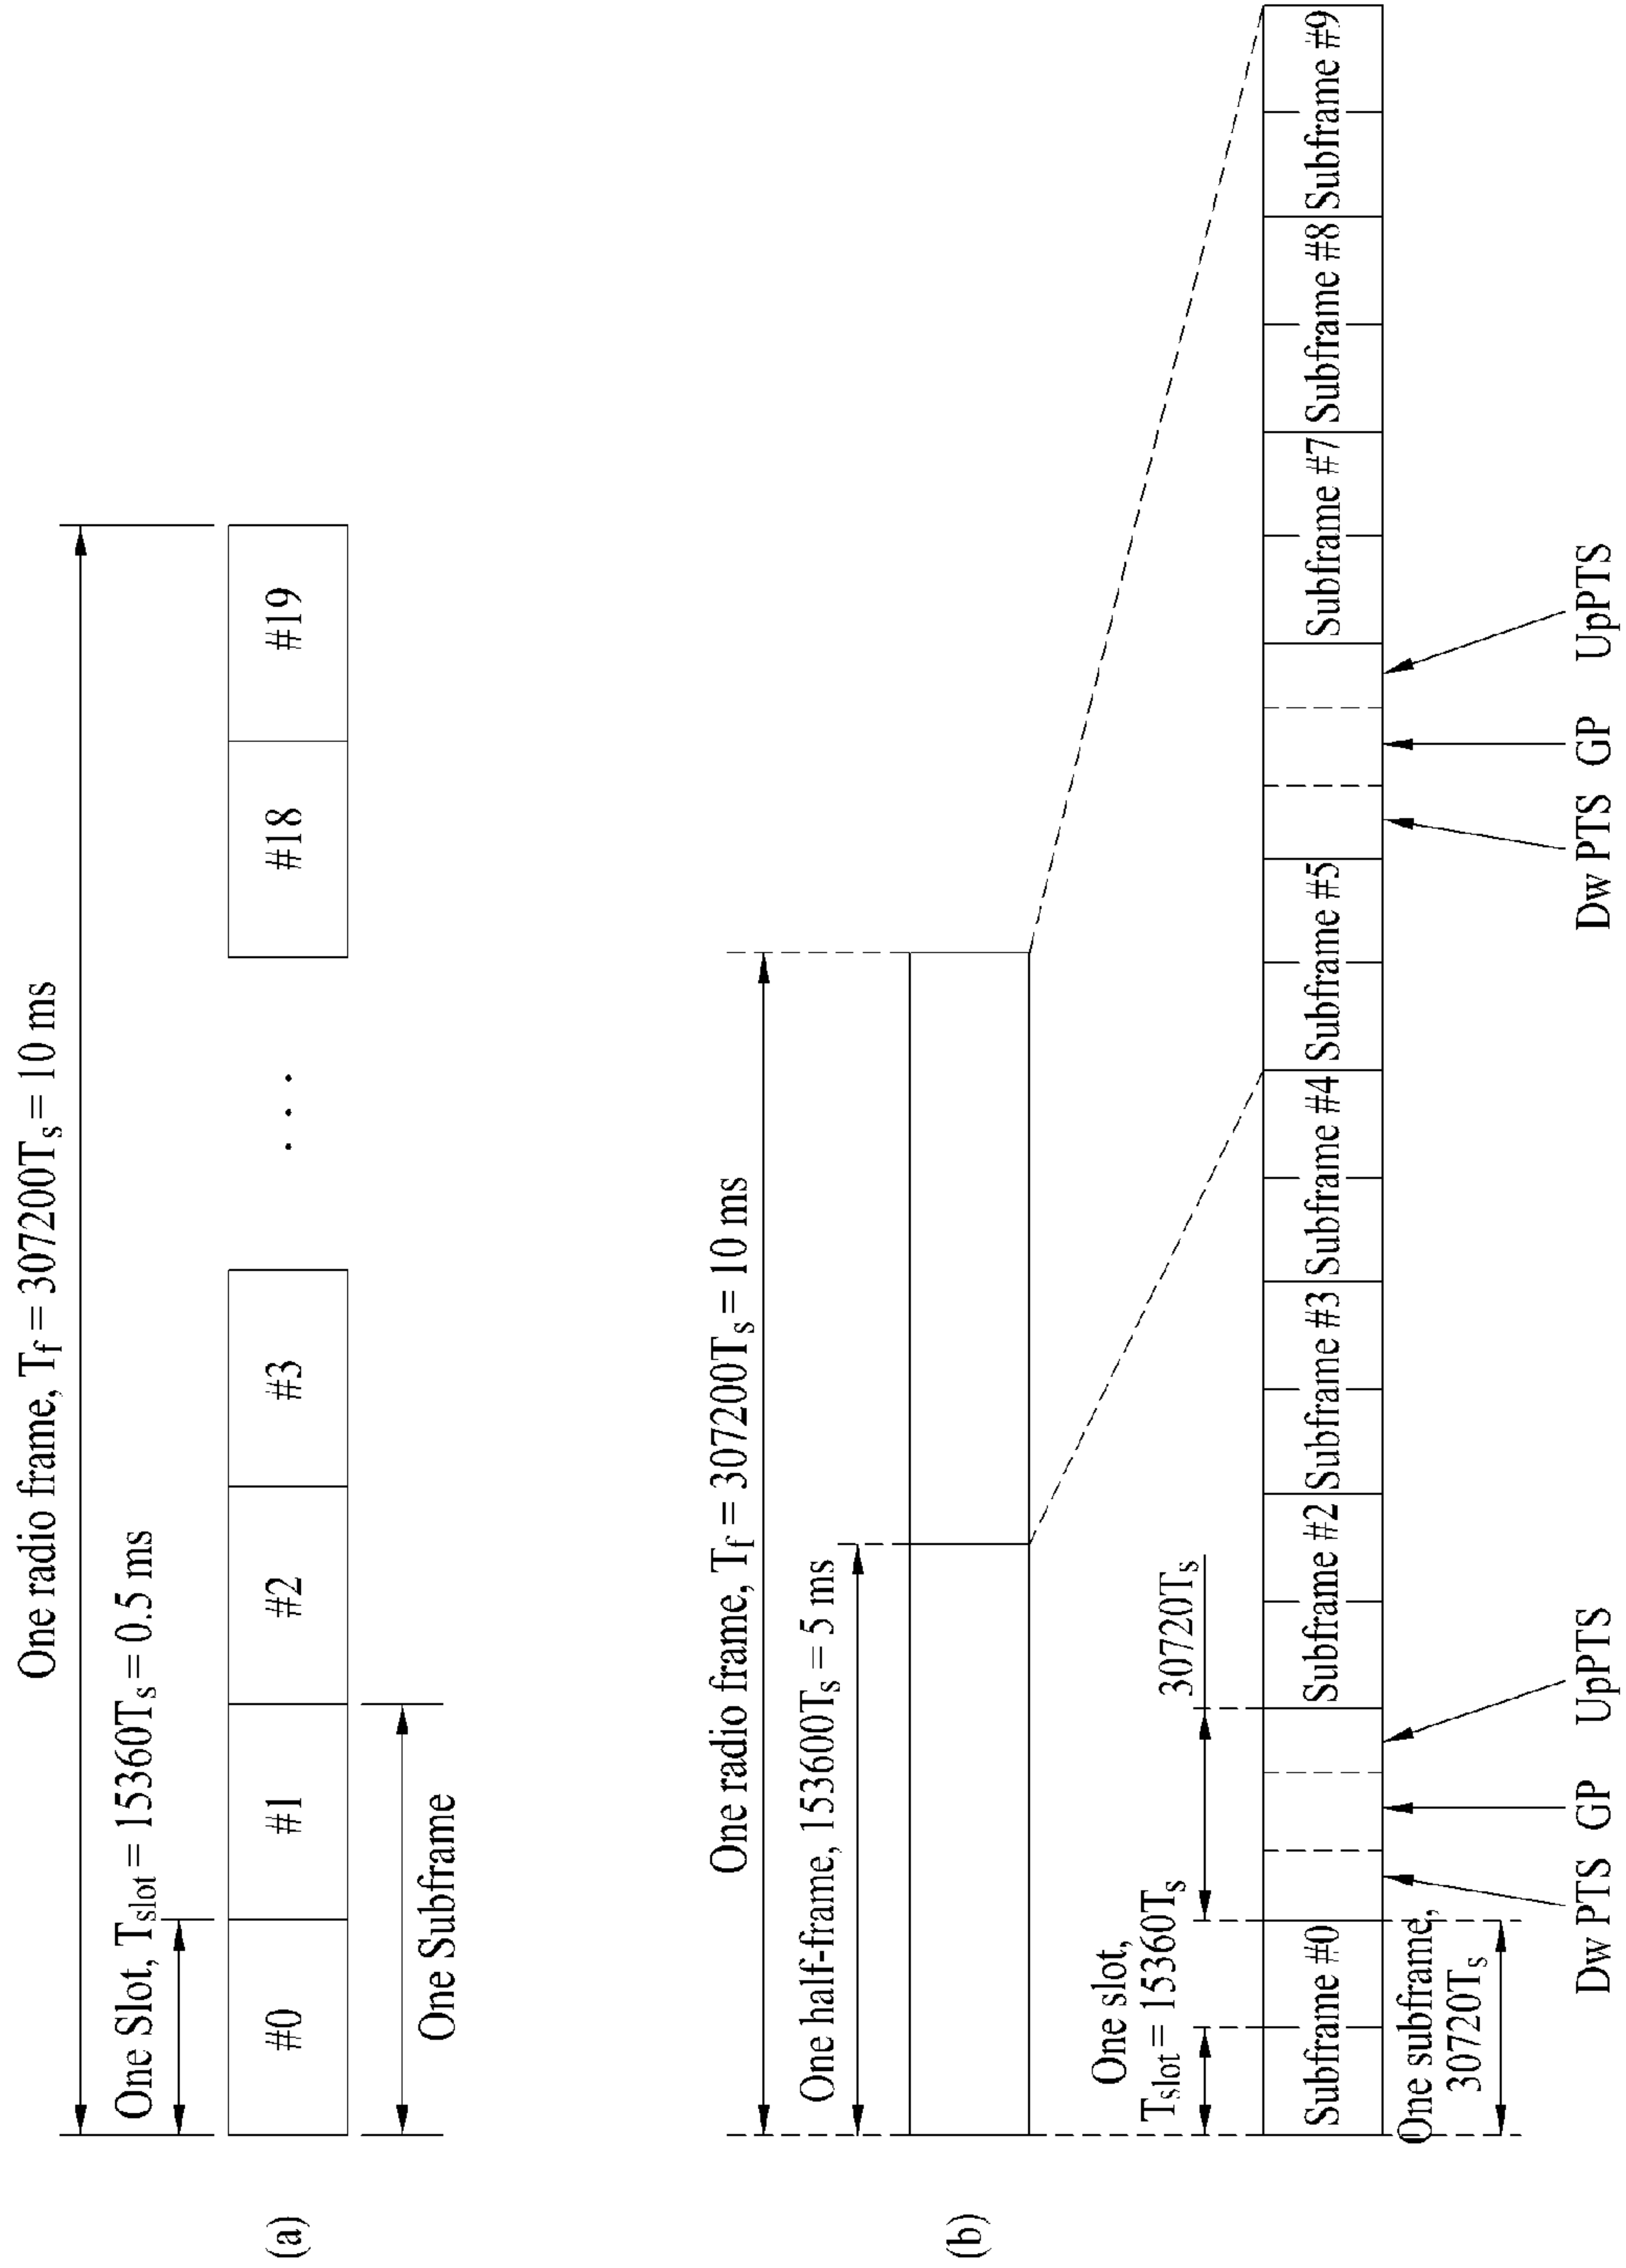 One radio frame, Tf = 307200Ts = 10 ms
One Slot, Tslot = 15360Ts = 0.5 ms
#0 #1 #2 #3 · · · #18 #19
One Subframe
(a)
One radio frame, Tf = 307200Ts = 10 ms
One half-frame, 153600Ts = 5 ms
One slot,
Tslot = 15360Ts
30720Ts
Subframe #0 Subframe #2 Subframe #3 Subframe #4 Subframe #5 Subframe #7 Subframe #8 Subframe #9
One subframe,
30720Ts
Dw PTS GP UpPTS
Dw PTS GP UpPTS
(b)